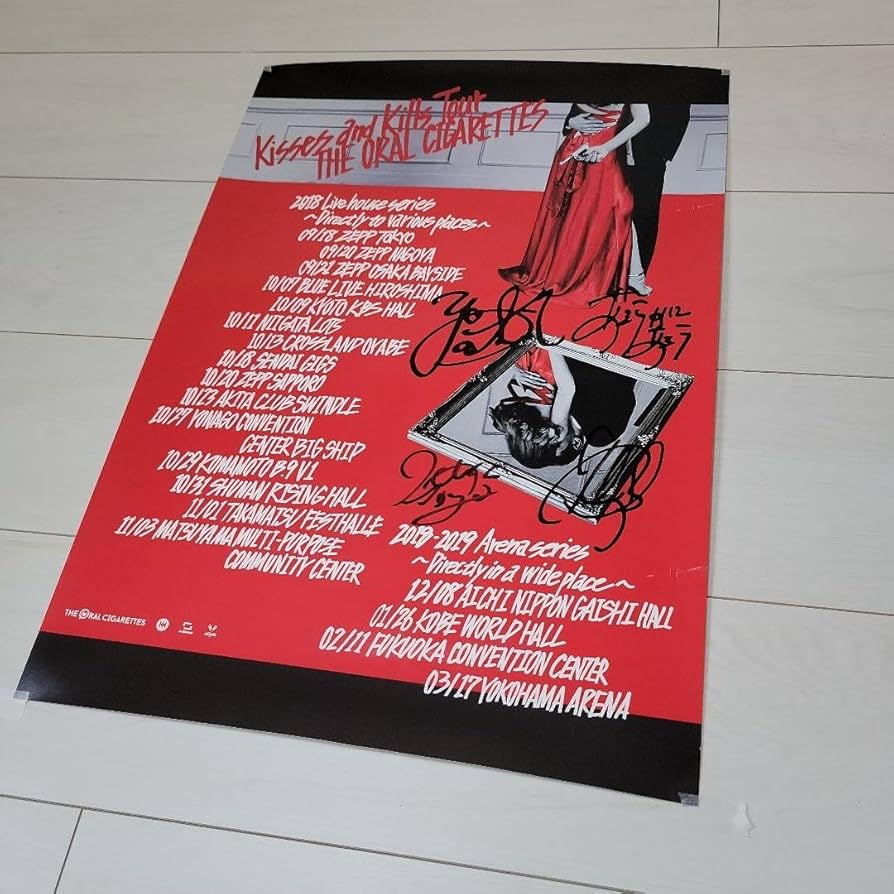 Kisses and Kills Tour
THE ORAL CIGARETTES
2018 Live house series
~Directly to various places~
09/18 ZEPP TOKYO
09/20 ZEPP NAGOYA
09/21 ZEPP OSAKA BAYSIDE
10/07 BLUE LIVE HIROSHIMA
10/09 KYOTO KBS HALL
10/11 NIIGATA LOTS
10/13 CROSSLAND OYABE
10/18 SENDAI GIGS
10/20 ZEPP SAPPORO
10/23 AKITA CLUB SWINDLE
10/27 YONAGO CONVENTION
CENTER BIG SHIP
10/29 KUMAMOTO B.9 V1
10/31 SHUNAN RISING HALL
11/01 TAKAMATSU FESTHALLE
11/03 MATSUYAMA MULTI-PURPOSE
COMMUNITY CENTER
2018-2019 Arena series
~Directly in a wide place~
12/08 AICHI NIPPON GAISHI HALL
01/26 KOBE WORLD HALL
02/11 FUKUOKA CONVENTION CENTER
03/17 YOKOHAMA ARENA
THE ORAL CIGARETTES